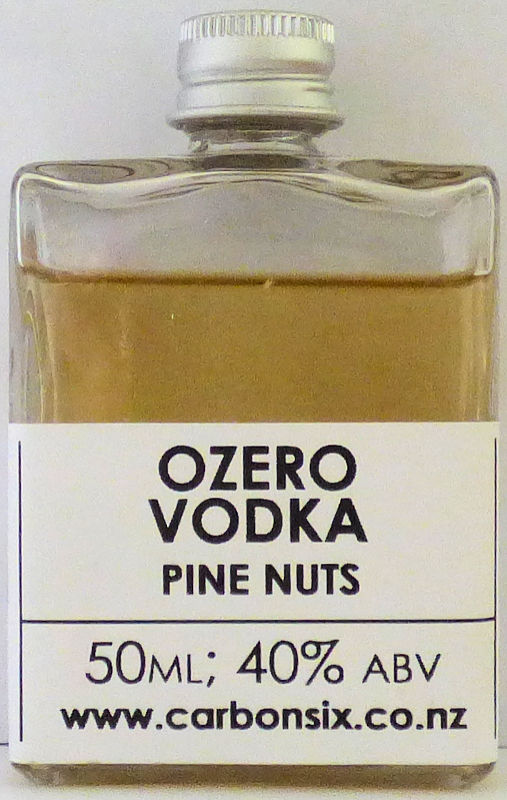 OZERO
VODKA
PINE NUTS
50ML; 40% ABV
www.carbonsix.co.nz